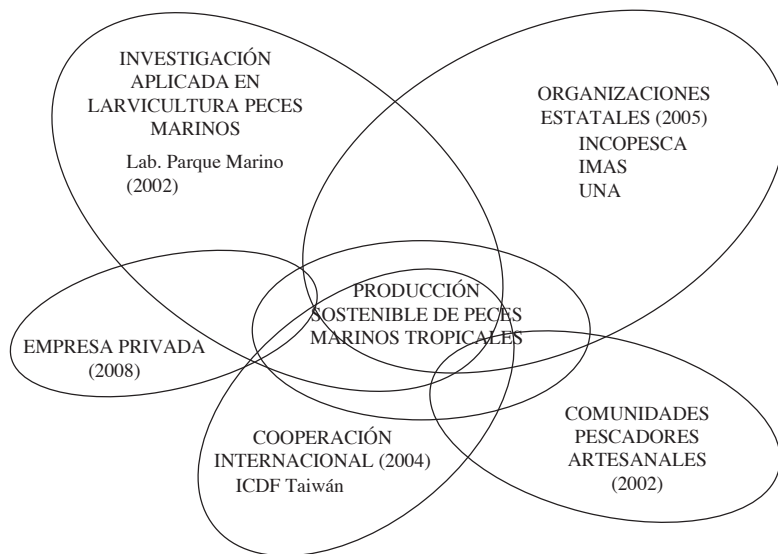 INVESTIGACIÓN
APLICADA EN
LARVICULTURA PECES
MARINOS
Lab. Parque Marino
(2002)
ORGANIZACIONES
ESTATALES (2005)
INCOPESCA
IMAS
UNA
PRODUCCIÓN
SOSTENIBLE DE PECES
MARINOS TROPICALES
EMPRESA PRIVADA
(2008)
COOPERACIÓN
INTERNACIONAL (2004)
ICDF Taiwán
COMUNIDADES
PESCADORES
ARTESANALES
(2002)